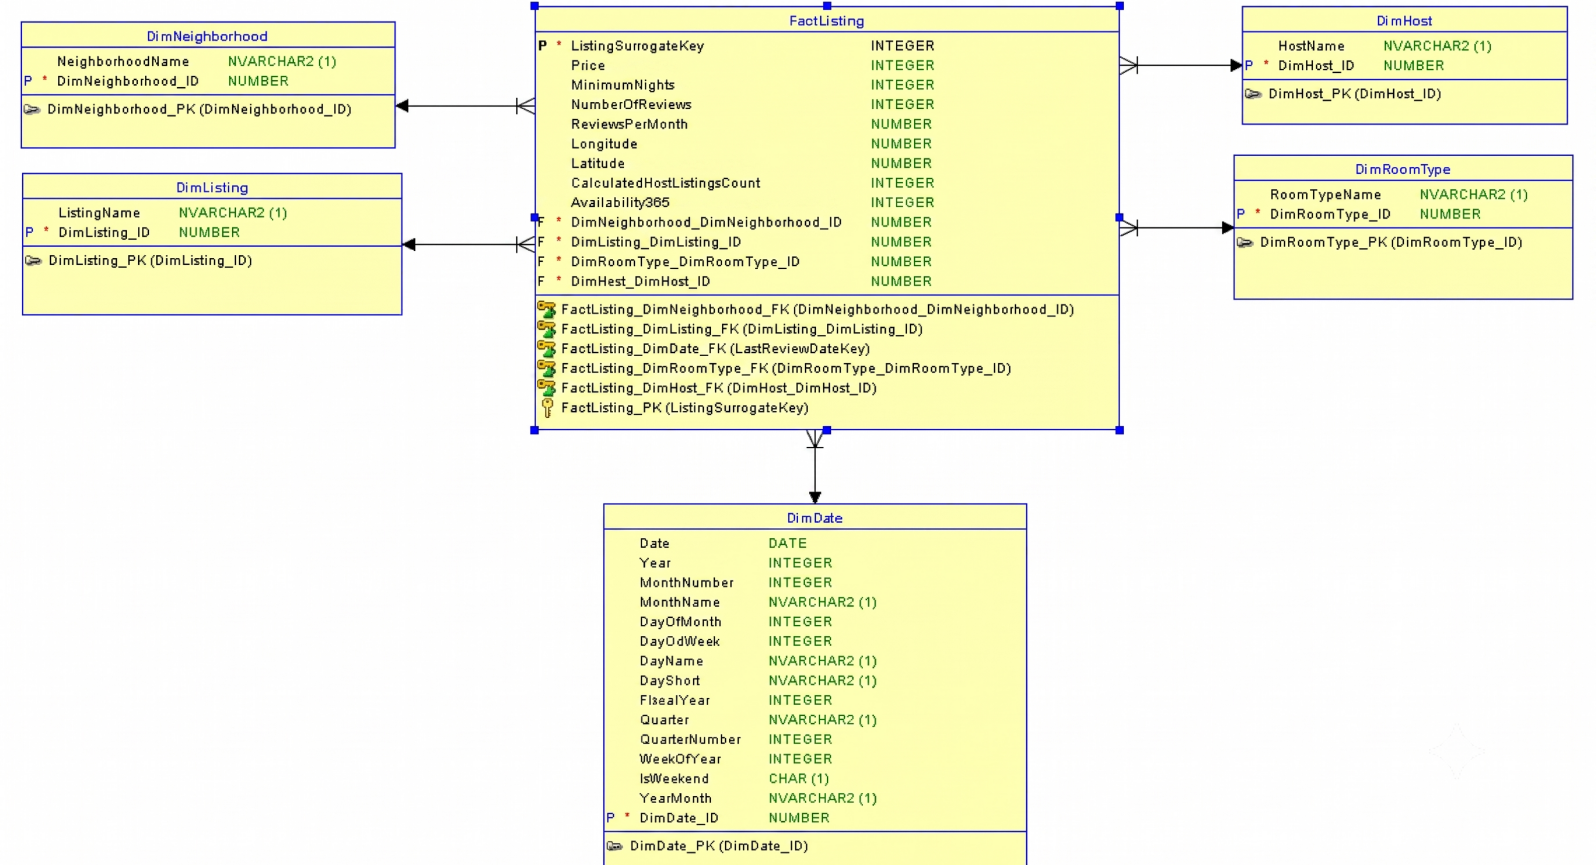 DimNeighborhood
NeighborhoodName NVARCHAR2 (1)
P * DimNeighborhood_ID NUMBER
DimNeighborhood_PK (DimNeighborhood_ID)
DimListing
ListingName NVARCHAR2 (1)
P * DimListing_ID NUMBER
DimListing_PK (DimListing_ID)
FactListing
P * ListingSurrogateKey INTEGER
Price INTEGER
MinimumNights INTEGER
NumberOfReviews INTEGER
ReviewsPerMonth NUMBER
Longitude NUMBER
Latitude NUMBER
CalculatedHostListingsCount INTEGER
Availability365 INTEGER
F * DimNeighborhood_DimNeighborhood_ID NUMBER
F * DimListing_DimListing_ID NUMBER
F * DimRoomType_DimRoomType_ID NUMBER
F * DimHest_DimHost_ID NUMBER
FactListing_DimNeighborhood_FK (DimNeighborhood_DimNeighborhood_ID)
FactListing_DimListing_FK (DimListing_DimListing_ID)
FactListing_DimDate_FK (LastReviewDateKey)
FactListing_DimRoomType_FK (DimRoomType_DimRoomType_ID)
FactListing_DimHost_FK (DimHost_DimHost_ID)
FactListing_PK (ListingSurrogateKey)
DimHost
HostName NVARCHAR2 (1)
P * DimHost_ID NUMBER
DimHost_PK (DimHost_ID)
DimRoomType
RoomTypeName NVARCHAR2 (1)
P * DimRoomType_ID NUMBER
DimRoomType_PK (DimRoomType_ID)
DimDate
Date DATE
Year INTEGER
MonthNumber INTEGER
MonthName NVARCHAR2 (1)
DayOfMonth INTEGER
DayOdWeek INTEGER
DayName NVARCHAR2 (1)
DayShort NVARCHAR2 (1)
FIsealYear INTEGER
Quarter NVARCHAR2 (1)
QuarterNumber INTEGER
WeekOfYear INTEGER
IsWeekend CHAR (1)
YearMonth NVARCHAR2 (1)
P * DimDate_ID NUMBER
DimDate_PK (DimDate_ID)